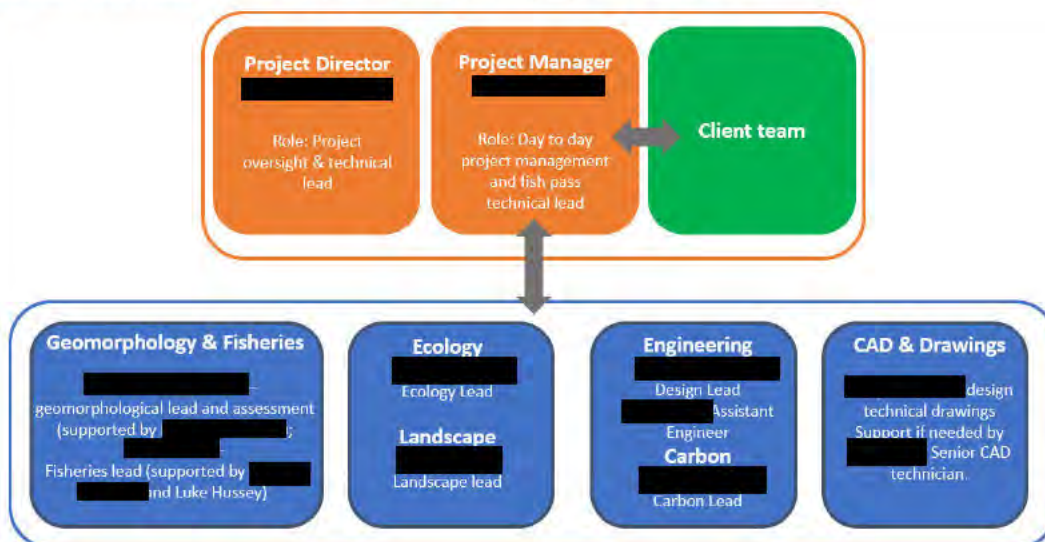 Project Director
Role: Project
oversight & technical
lead
Project Manager
Role: Day to day
project management
and fish pass
technical lead
Client team
Geomorphology & Fisheries
–
geomorphological lead and assessment
(supported by ;
–
Fisheries lead (supported by
and Luke Hussey)
Ecology
Ecology Lead
Landscape
Landscape lead
Engineering
Design Lead
Assistant
Engineer
Carbon
Carbon Lead
CAD & Drawings
design
technical drawings
Support if needed by
Senior CAD
technician.